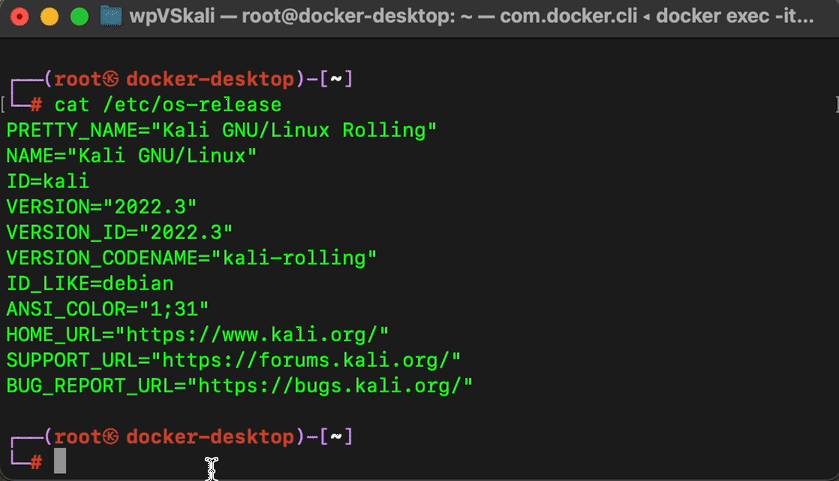 wpVSkali — root@docker-desktop: ~ — com.docker.cli ◂ docker exec -it...
┌──(root㉿ docker-desktop)-[~]
└─# cat /etc/os-release
PRETTY_NAME="Kali GNU/Linux Rolling"
NAME="Kali GNU/Linux"
ID=kali
VERSION="2022.3"
VERSION_ID="2022.3"
VERSION_CODENAME="kali-rolling"
ID_LIKE=debian
ANSI_COLOR="1;31"
HOME_URL="https://www.kali.org/"
SUPPORT_URL="https://forums.kali.org/"
BUG_REPORT_URL="https://bugs.kali.org/"
┌──(root㉿ docker-desktop)-[~]
└─#